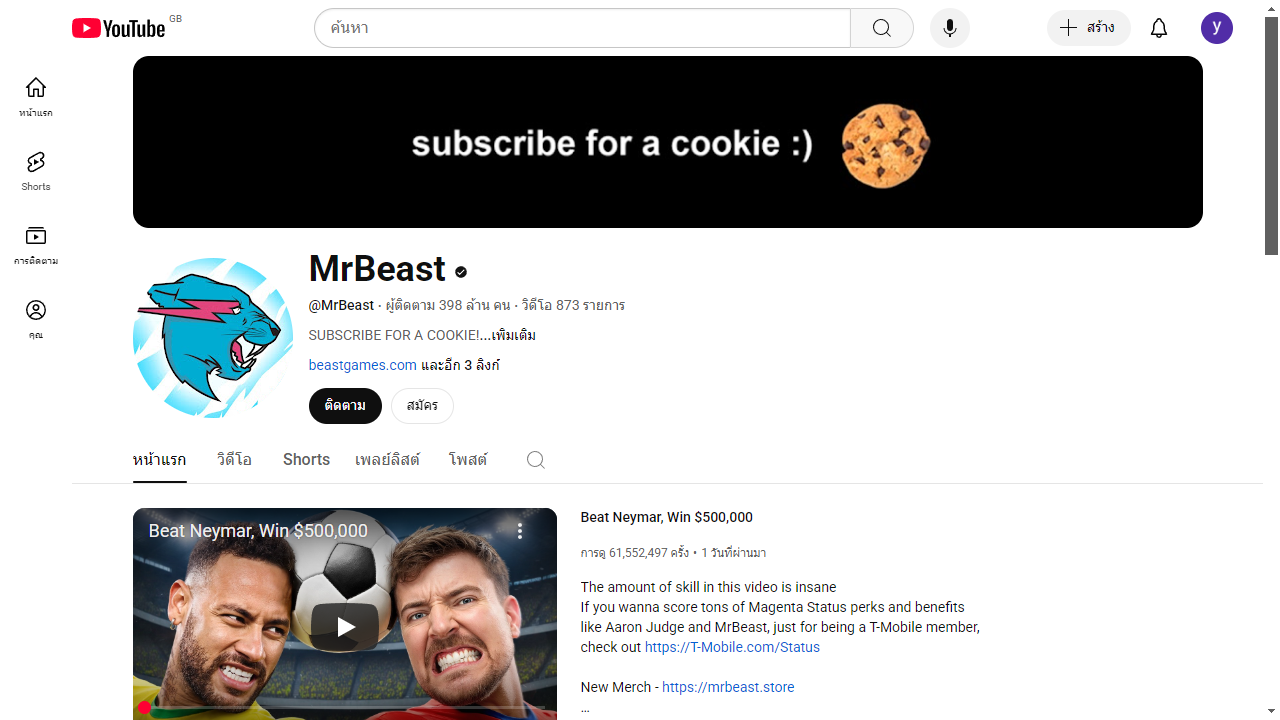 YouTube GB
ค้นหา
สร้าง
y
หน้าแรก
Shorts
การติดตาม
คุณ
subscribe for a cookie :)
MrBeast
@MrBeast • ผู้ติดตาม 398 ล้าน คน • วิดีโอ 873 รายการ
SUBSCRIBE FOR A COOKIE!...เพิ่มเติม
beastgames.com และอีก 3 ลิงก์
ติดตาม สมัคร
หน้าแรก วิดีโอ Shorts เพลย์ลิสต์ โพสต์
Beat Neymar, Win $500,000
Beat Neymar, Win $500,000
การดู 61,552,497 ครั้ง • 1 วันที่ผ่านมา
The amount of skill in this video is insane
If you wanna score tons of Magenta Status perks and benefits
like Aaron Judge and MrBeast, just for being a T-Mobile member,
check out https://T-Mobile.com/Status
New Merch - https://mrbeast.store
...